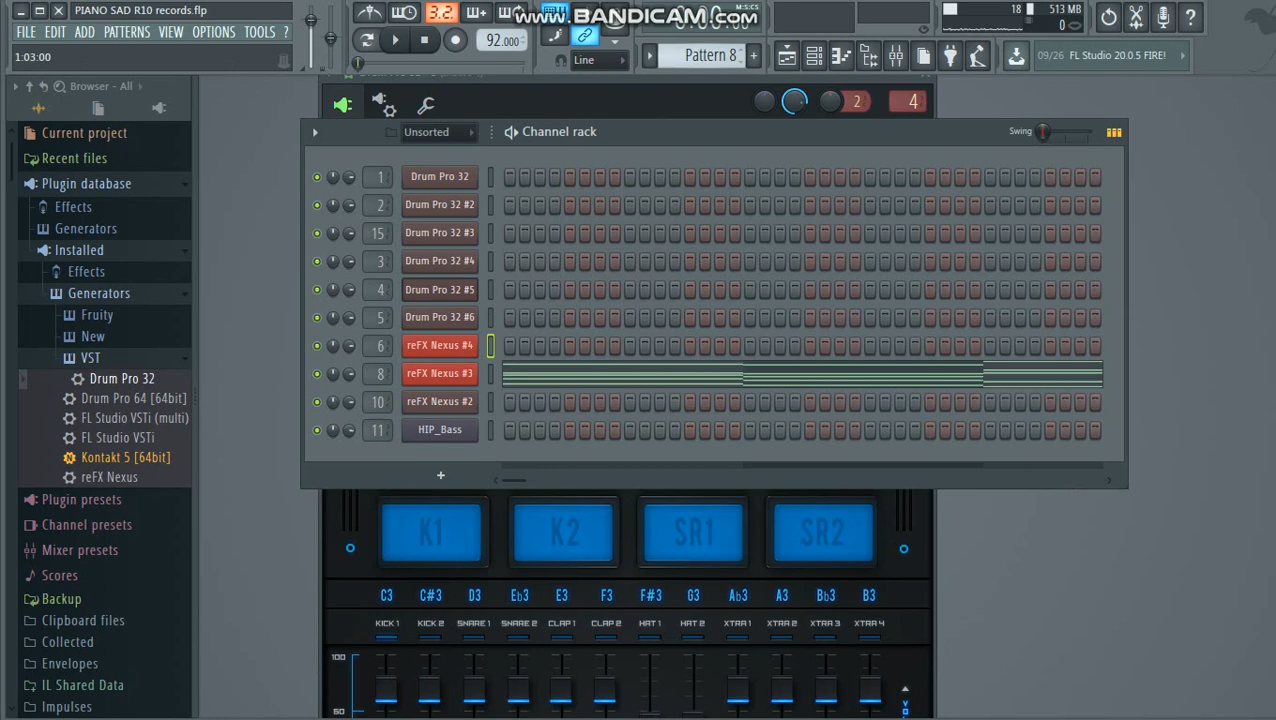 PIANO SAD R10 records.flp
FILE EDIT ADD PATTERNS VIEW OPTIONS TOOLS ?
1:03:00
3.2
www.BANDICAM.com
M:S:CS
92.000
Line
Pattern 8
18
513 MB
0
09/26 FL Studio 20.0.5 FIRE!
Browser - All
Current project
Recent files
Plugin database
Effects
Generators
Installed
Effects
Generators
Fruity
New
VST
Drum Pro 32
Drum Pro 64 [64bit]
FL Studio VSTi (multi)
FL Studio VSTi
Kontakt 5 [64bit]
reFX Nexus
Plugin presets
Channel presets
Mixer presets
Scores
Backup
Clipboard files
Collected
Envelopes
IL Shared Data
Impulses
2
4
Unsorted
Channel rack
Swing
1 Drum Pro 32
2 Drum Pro 32 #2
15 Drum Pro 32 #3
3 Drum Pro 32 #4
4 Drum Pro 32 #5
5 Drum Pro 32 #6
6 reFX Nexus #4
8 reFX Nexus #3
10 reFX Nexus #2
11 HIP_Bass
+
K1 K2 SR1 SR2
C3 C#3 D3 E♭3 E3 F3 F#3 G3 A♭3 A3 B♭3 B3
KICK 1 KICK 2 SNARE 1 SNARE 2 CLAP 1 CLAP 2 HAT 1 HAT 2 XTRA 1 XTRA 2 XTRA 3 XTRA 4
100
50